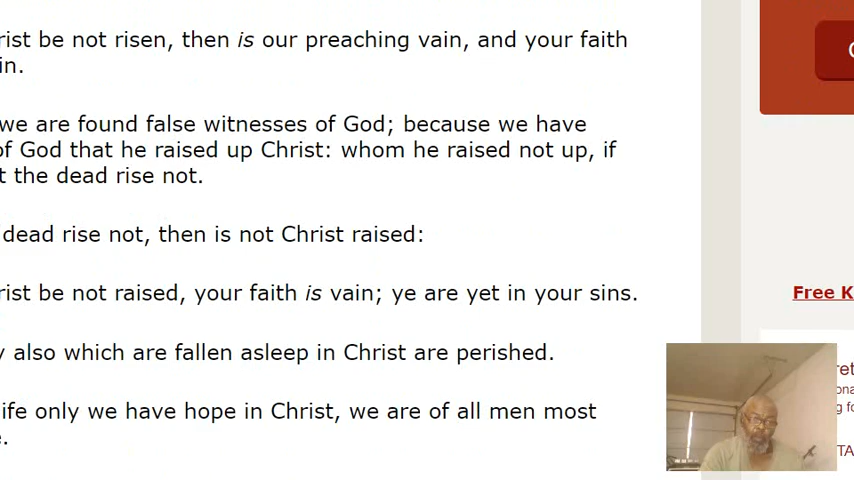 rist be not risen, then is our preaching vain, and your faith
in.
we are found false witnesses of God; because we have
of God that he raised up Christ: whom he raised not up, if
t the dead rise not.
dead rise not, then is not Christ raised:
rist be not raised, your faith is vain; ye are yet in your sins.
y also which are fallen asleep in Christ are perished.
ife only we have hope in Christ, we are of all men most
e.
Free K
ret
ona
g fo
TA